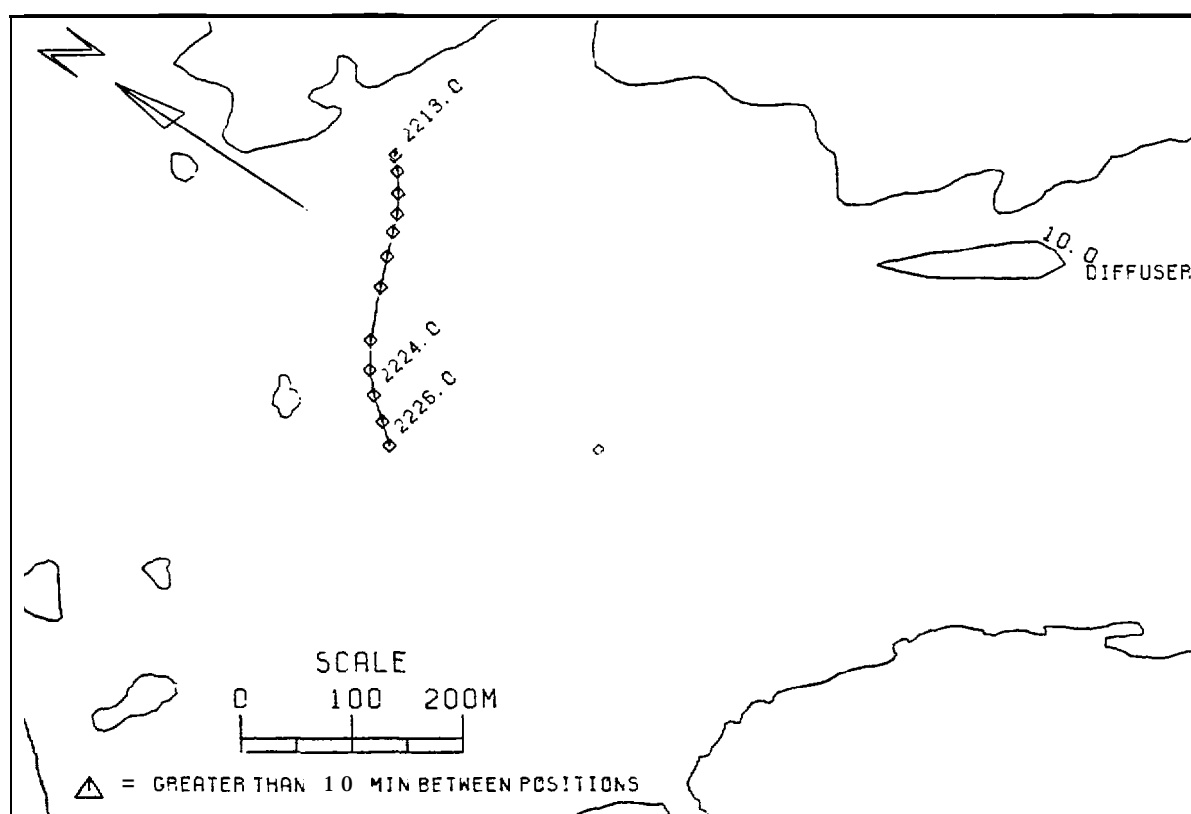 2213.0
10.0
DIFFUSER
2224.0
2226.0
SCALE
0 100 200M
= GREATER THAN 10 MIN BETWEEN POSITIONS